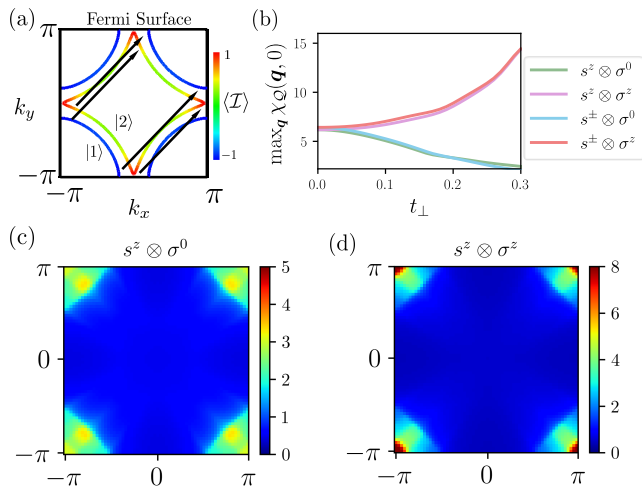 (a)
Fermi Surface
π
k_y
−π
|2⟩
|1⟩
1
⟨𝓘⟩
−1
−π
π
k_x
(b)
15
10
5
max_𝒒 χ_𝒬(𝒒, 0)
0.0
0.1
0.2
0.3
t_⊥
s^z ⊗ σ^0
s^z ⊗ σ^z
s^± ⊗ σ^0
s^± ⊗ σ^z
(c)
s^z ⊗ σ^0
π
0
−π
−π
0
π
5
4
3
2
1
0
(d)
s^z ⊗ σ^z
π
0
−π
−π
0
π
8
6
4
2
0